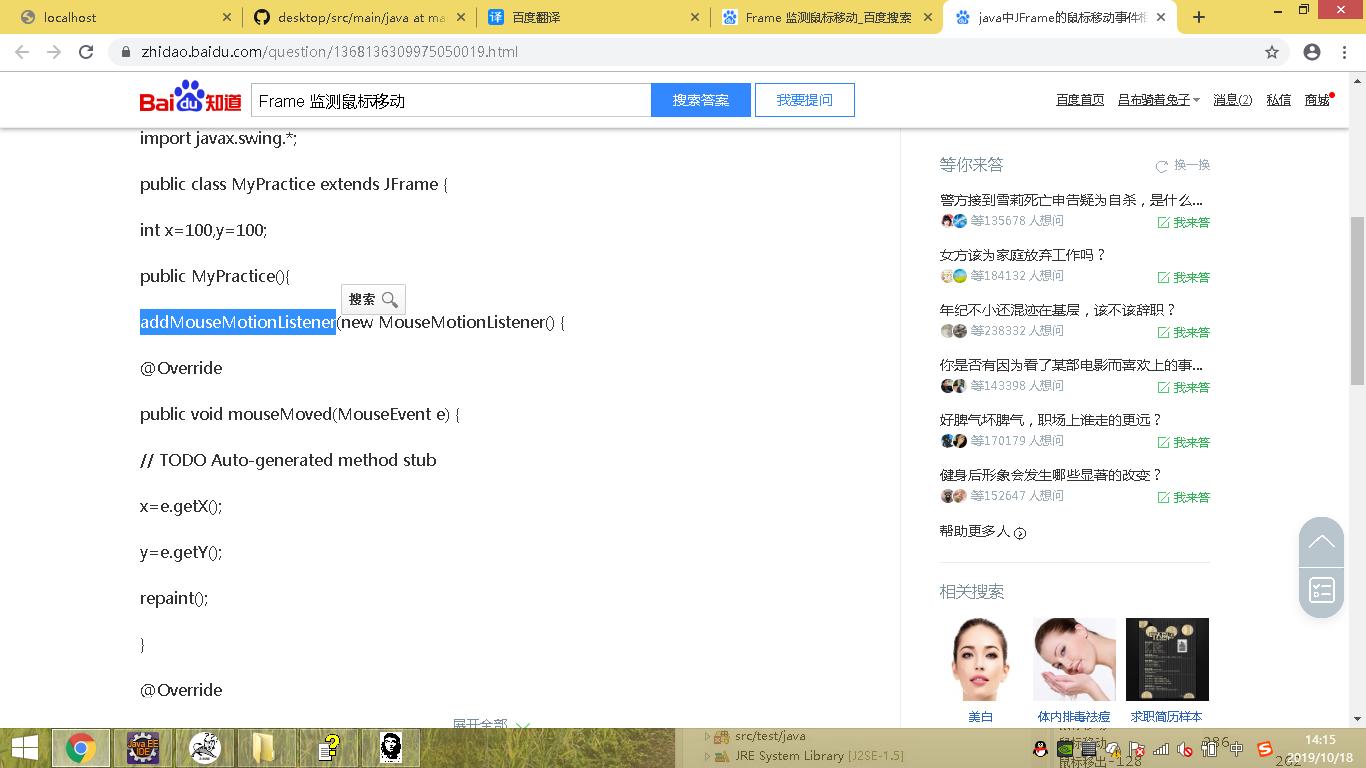 localhost
desktop/src/main/java at ma
百度翻译
Frame 监测鼠标移动_百度搜索
java中JFrame的鼠标移动事件框
zhidao.baidu.com/question/1368136309975050019.html
Bai du 知道
Frame 监测鼠标移动
搜索答案
我要提问
百度首页
吕布骑着兔子
消息(2)
私信
商城
import javax.swing.*;
public class MyPractice extends JFrame {
int x=100,y=100;
public MyPractice(){
搜索
addMouseMotionListener(new MouseMotionListener() {
@Override
public void mouseMoved(MouseEvent e) {
// TODO Auto-generated method stub
x=e.getX();
y=e.getY();
repaint();
}
@Override
展开全部
等你来答
换一换
警方接到雪莉死亡申告疑为自杀，是什么...
等135678 人想问
我来答
女方该为家庭放弃工作吗？
等184132 人想问
我来答
年纪不小还混迹在基层，该不该辞职？
等238332 人想问
我来答
你是否有因为看了某部电影而喜欢上的事...
等143398 人想问
我来答
好脾气坏脾气，职场上谁走的更远？
等170179 人想问
我来答
健身后形象会发生哪些显著的改变？
等152647 人想问
我来答
帮助更多人
相关搜索
美白
体内排毒祛痘
求职简历样本
Java EE
IDE
src/test/java
JRE System Library [J2SE-1.5]
鼠标移出-128
中
14:15
2019/10/18